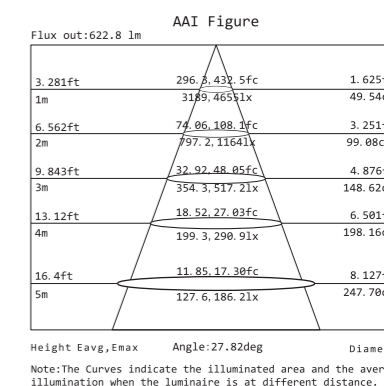 AAI Figure
Flux out:622.8 lm
3.281ft 296.3,432.5fc 1.625
1m 3189,4655lx 49.54
6.562ft 74.06,108.1fc 3.251
2m 797.2,1164lx 99.08c
9.843ft 32.92,48.05fc 4.876
3m 354.3,517.2lx 148.62
13.12ft 18.52,27.03fc 6.501
4m 199.3,290.9lx 198.16
16.4ft 11.85,17.30fc 8.127
5m 127.6,186.2lx 247.70
Height Eavg,Emax Angle:27.82deg Diame
Note:The Curves indicate the illuminated area and the aver
illumination when the luminaire is at different distance.